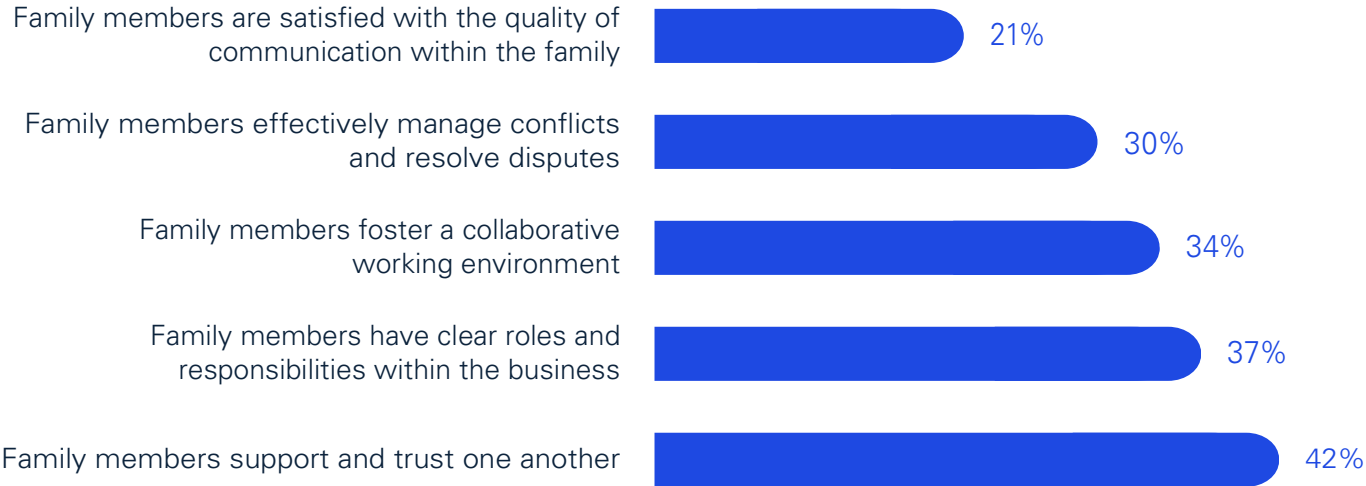 Family members are satisfied with the quality of
communication within the family
21%
Family members effectively manage conflicts
and resolve disputes
30%
Family members foster a collaborative
working environment
34%
Family members have clear roles and
responsibilities within the business
37%
Family members support and trust one another
42%